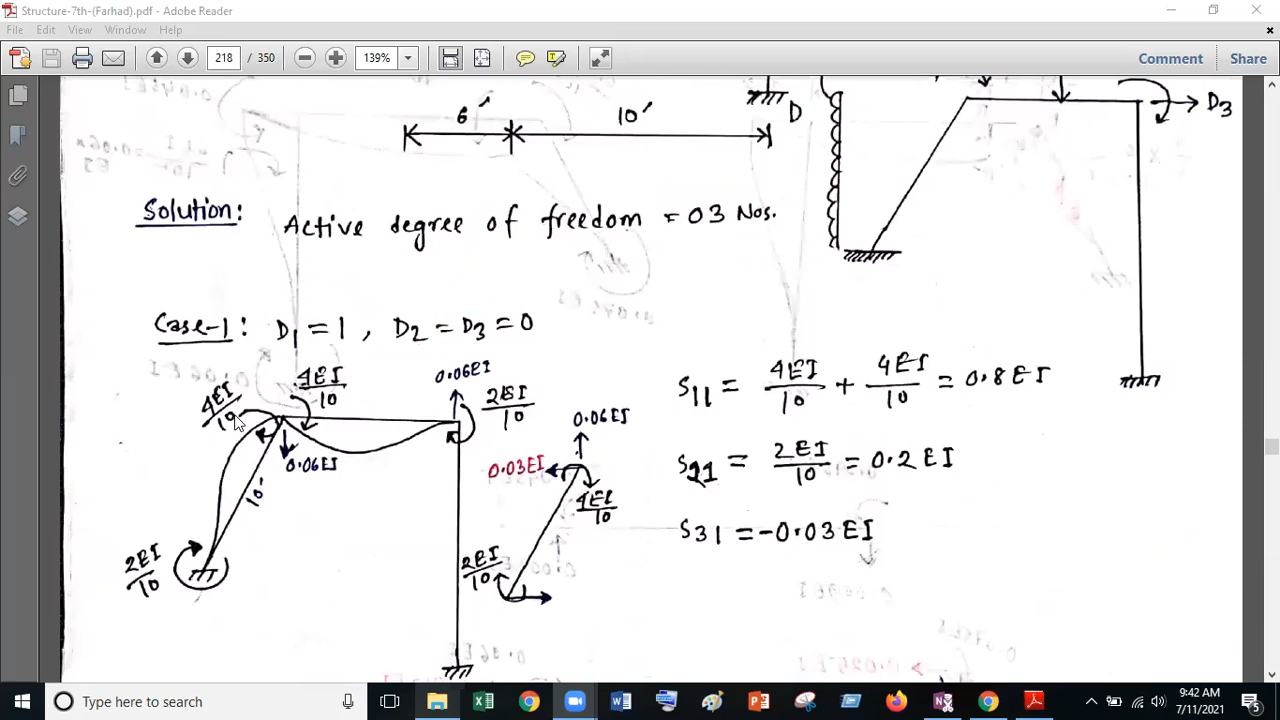 Structure-7th-(Farhad).pdf - Adobe Reader
File Edit View Window Help
218 / 350 139% Comment Share
6′ 10′ D
D3
Solution: Active degree of freedom = 03 Nos.
Case-1: D1 = 1, D2 = D3 = 0
4EI/10 4EI/10 0.06EI 2EI/10
0.06EI
10′
2EI/10
0.06EI
0.03EI
4EI/10
2EI/10
S11 = 4EI/10 + 4EI/10 = 0.8EI
S21 = 2EI/10 = 0.2EI
S31 = -0.03EI
Type here to search
9:42 AM
7/11/2021
5